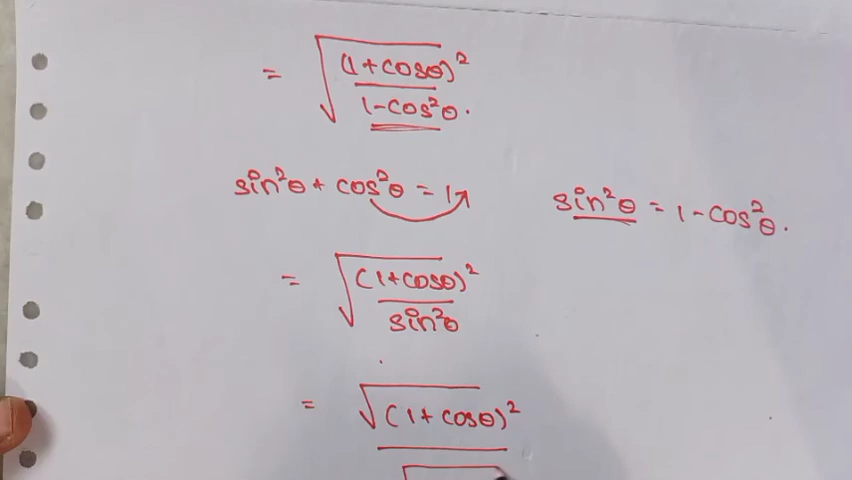 = √((1+cosθ)² / (1-cos²θ)).
sin²θ + cos²θ = 1 sin²θ = 1-cos²θ.
= √((1+cosθ)² / sin²θ)
= √(1+cosθ)² / √